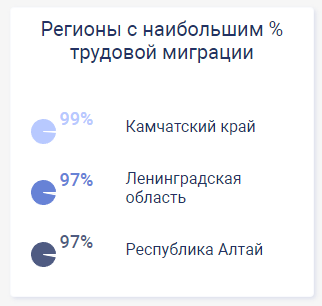 Регионы с наибольшим %
трудовой миграции
99%
Камчатский край
97%
Ленинградская
область
97%
Республика Алтай